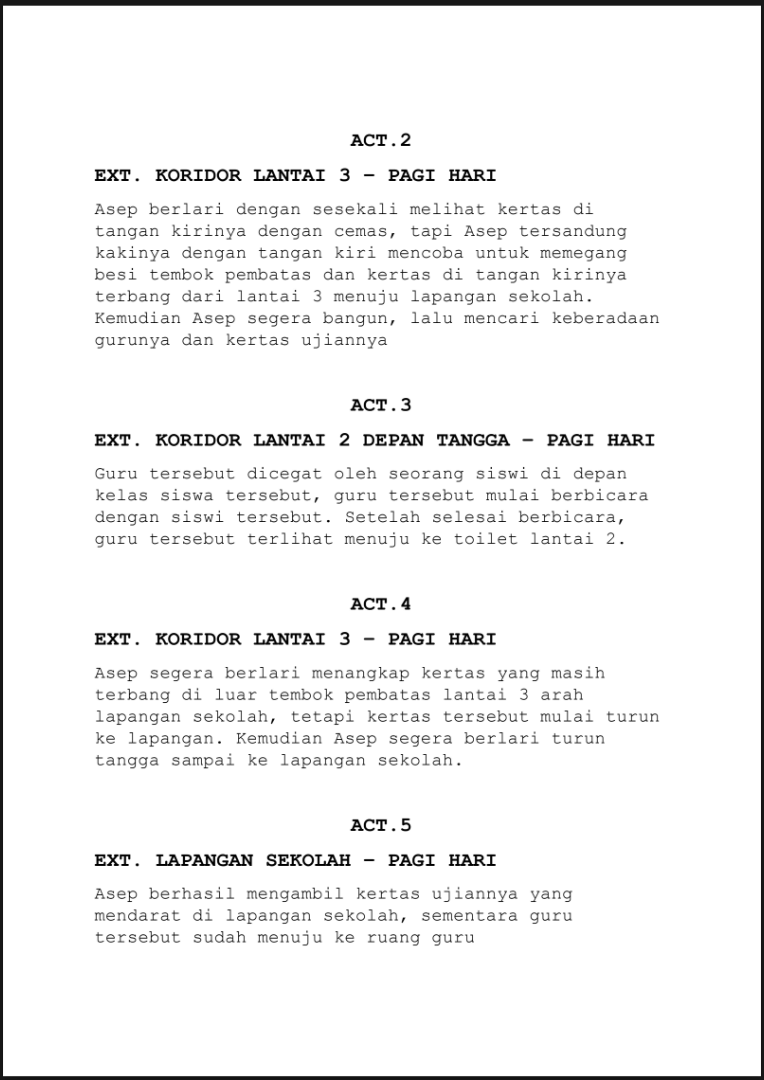 ACT.2
EXT. KORIDOR LANTAI 3 – PAGI HARI
Asep berlari dengan sesekali melihat kertas di
tangan kirinya dengan cemas, tapi Asep tersandung
kakinya dengan tangan kiri mencoba untuk memegang
besi tembok pembatas dan kertas di tangan kirinya
terbang dari lantai 3 menuju lapangan sekolah.
Kemudian Asep segera bangun, lalu mencari keberadaan
gurunya dan kertas ujiannya
ACT.3
EXT. KORIDOR LANTAI 2 DEPAN TANGGA – PAGI HARI
Guru tersebut dicegat oleh seorang siswi di depan
kelas siswa tersebut, guru tersebut mulai berbicara
dengan siswi tersebut. Setelah selesai berbicara,
guru tersebut terlihat menuju ke toilet lantai 2.
ACT.4
EXT. KORIDOR LANTAI 3 – PAGI HARI
Asep segera berlari menangkap kertas yang masih
terbang di luar tembok pembatas lantai 3 arah
lapangan sekolah, tetapi kertas tersebut mulai turun
ke lapangan. Kemudian Asep segera berlari turun
tangga sampai ke lapangan sekolah.
ACT.5
EXT. LAPANGAN SEKOLAH – PAGI HARI
Asep berhasil mengambil kertas ujiannya yang
mendarat di lapangan sekolah, sementara guru
tersebut sudah menuju ke ruang guru